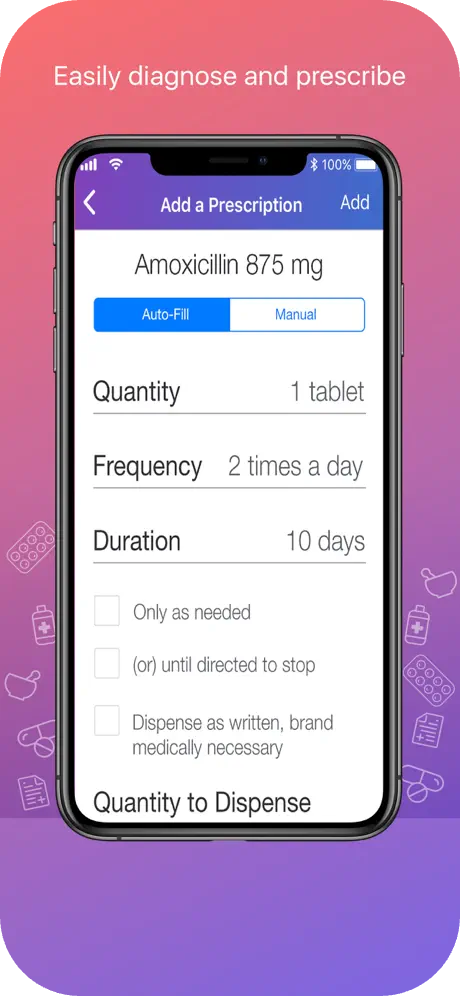 Easily diagnose and prescribe
100%
Add a Prescription
Add
Amoxicillin 875 mg
Auto-Fill
Manual
Quantity 1 tablet
Frequency 2 times a day
Duration 10 days
Only as needed
(or) until directed to stop
Dispense as written, brand
medically necessary
Quantity to Dispense